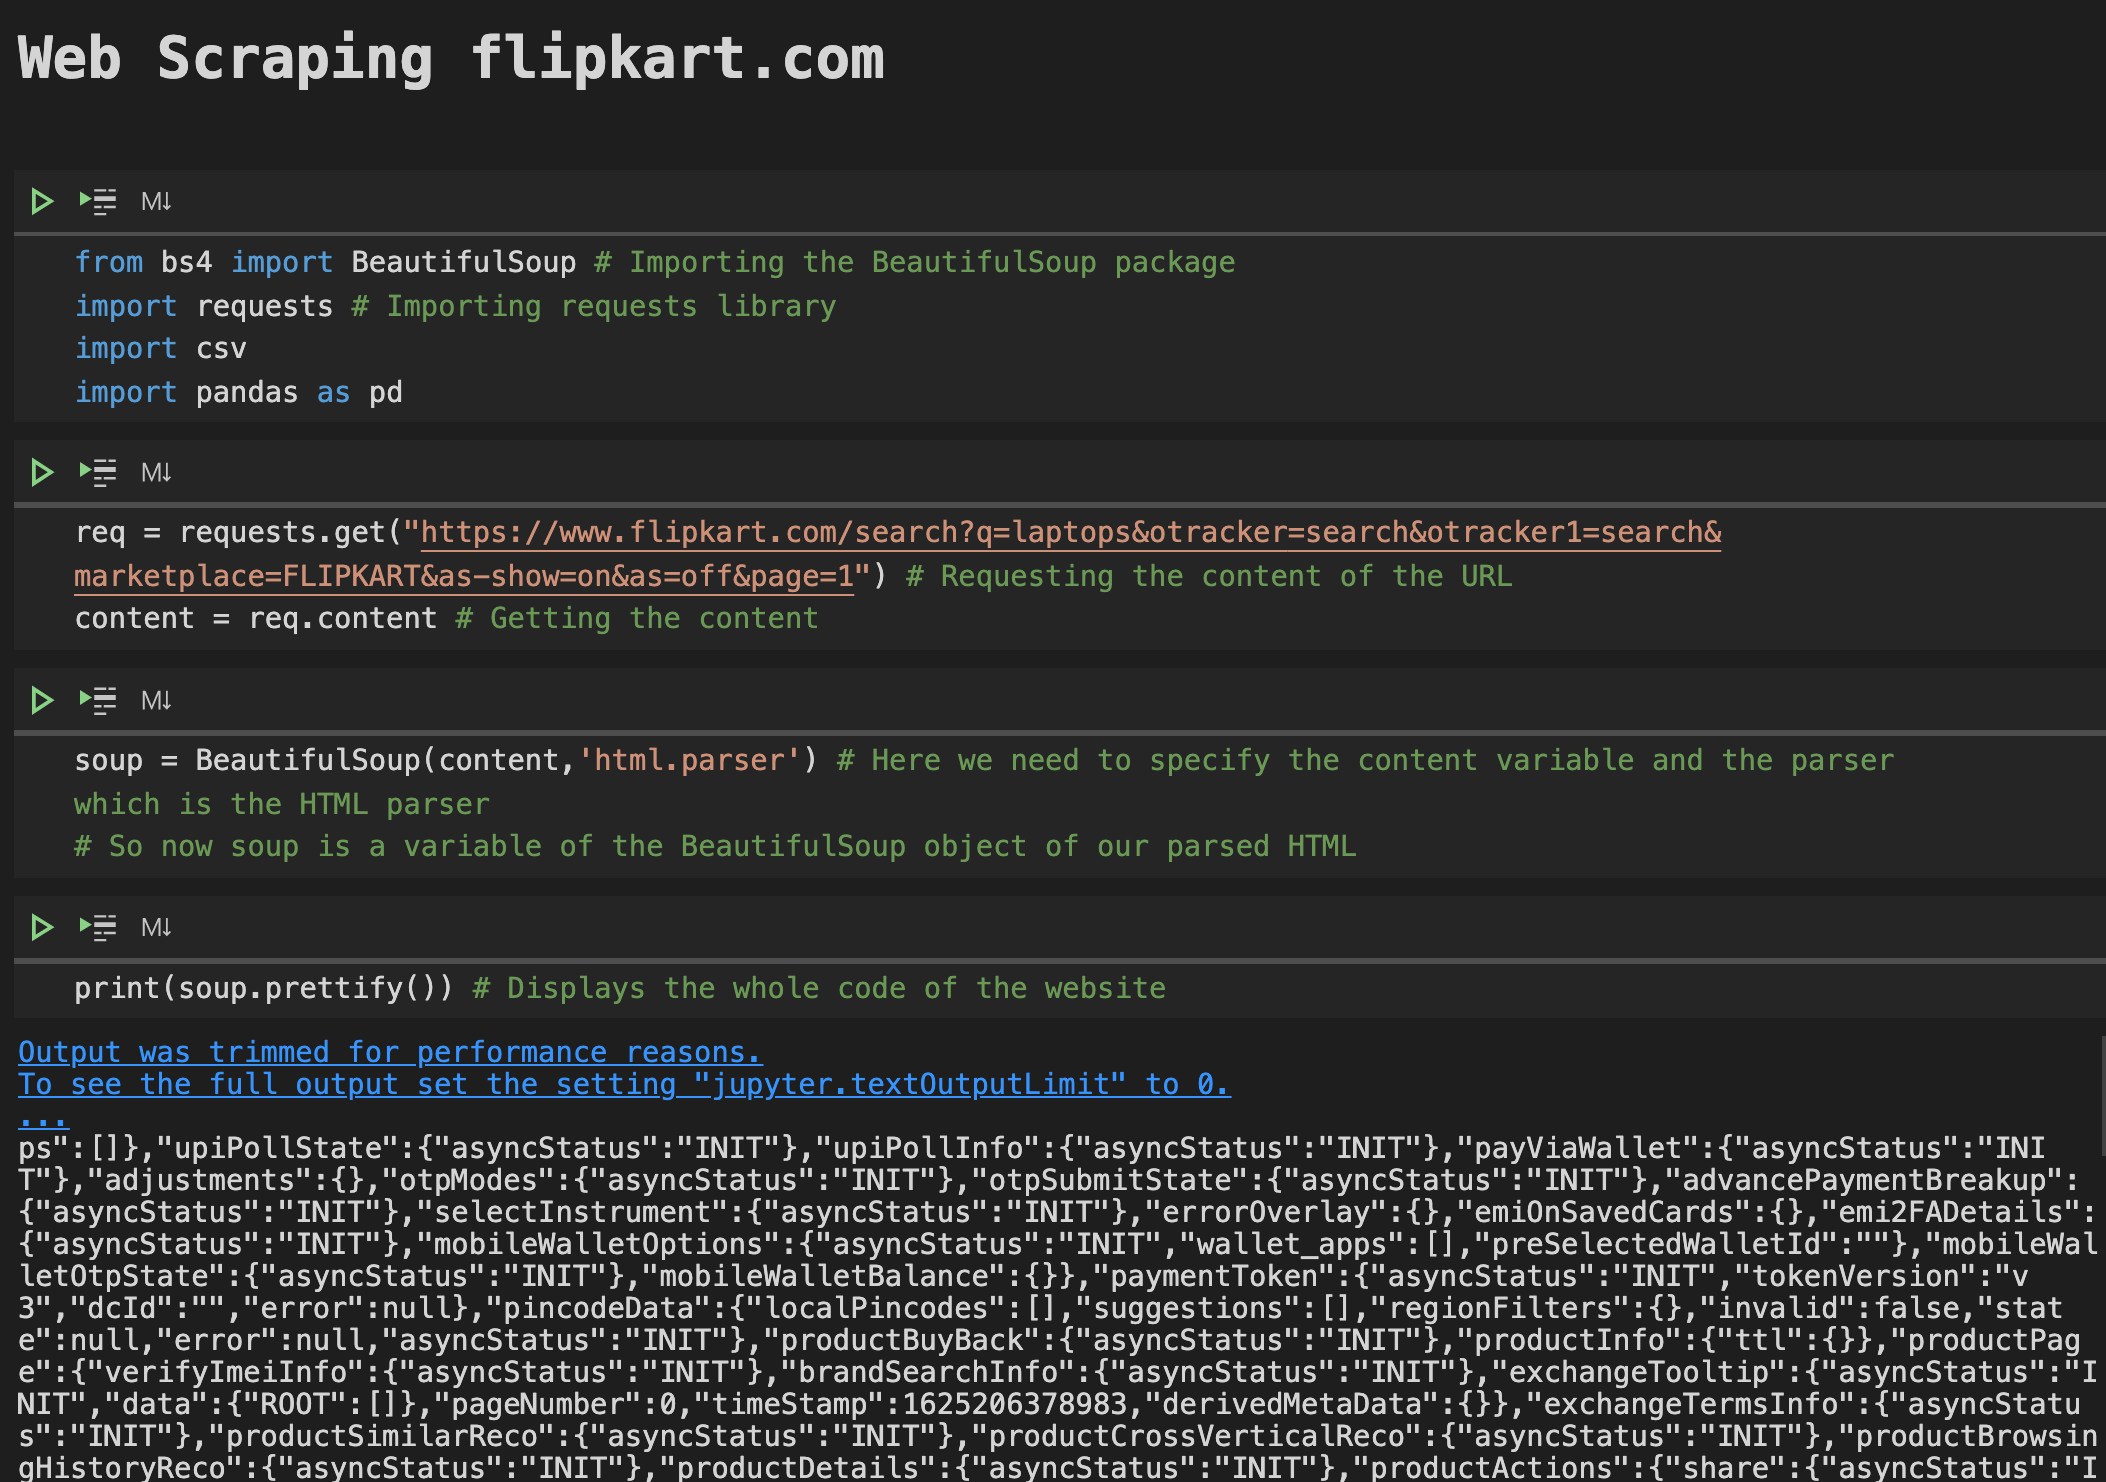 Web Scraping flipkart.com
M↓
from bs4 import BeautifulSoup # Importing the BeautifulSoup package
import requests # Importing requests library
import csv
import pandas as pd
M↓
req = requests.get("https://www.flipkart.com/search?q=laptops&otracker=search&otracker1=search&
marketplace=FLIPKART&as-show=on&as=off&page=1") # Requesting the content of the URL
content = req.content # Getting the content
M↓
soup = BeautifulSoup(content,'html.parser') # Here we need to specify the content variable and the parser
which is the HTML parser
# So now soup is a variable of the BeautifulSoup object of our parsed HTML
M↓
print(soup.prettify()) # Displays the whole code of the website
Output was trimmed for performance reasons.
To see the full output set the setting "jupyter.textOutputLimit" to 0.
...
ps":[]},"upiPollState":{"asyncStatus":"INIT"},"upiPollInfo":{"asyncStatus":"INIT"},"payViaWallet":{"asyncStatus":"INI
T"},"adjustments":{},"otpModes":{"asyncStatus":"INIT"},"otpSubmitState":{"asyncStatus":"INIT"},"advancePaymentBreakup":
{"asyncStatus":"INIT"},"selectInstrument":{"asyncStatus":"INIT"},"errorOverlay":{},"emiOnSavedCards":{},"emi2FADetails":
{"asyncStatus":"INIT"},"mobileWalletOptions":{"asyncStatus":"INIT","wallet_apps":[],"preSelectedWalletId":""},"mobileWal
letOtpState":{"asyncStatus":"INIT"},"mobileWalletBalance":{}},"paymentToken":{"asyncStatus":"INIT","tokenVersion":"v
3","dcId":"","error":null},"pincodeData":{"localPincodes":[],"suggestions":[],"regionFilters":{},"invalid":false,"stat
e":null,"error":null,"asyncStatus":"INIT"},"productBuyBack":{"asyncStatus":"INIT"},"productInfo":{"ttl":{}},"productPag
e":{"verifyImeiInfo":{"asyncStatus":"INIT"},"brandSearchInfo":{"asyncStatus":"INIT"},"exchangeTooltip":{"asyncStatus":"I
NIT","data":{"ROOT":[]},"pageNumber":0,"timeStamp":1625206378983,"derivedMetaData":{}},"exchangeTermsInfo":{"asyncStatu
s":"INIT"},"productSimilarReco":{"asyncStatus":"INIT"},"productCrossVerticalReco":{"asyncStatus":"INIT"},"productBrowsin
gHistoryReco":{"asyncStatus":"INIT"},"productDetails":{"asyncStatus":"INIT"},"productActions":{"share":{"asyncStatus":"I